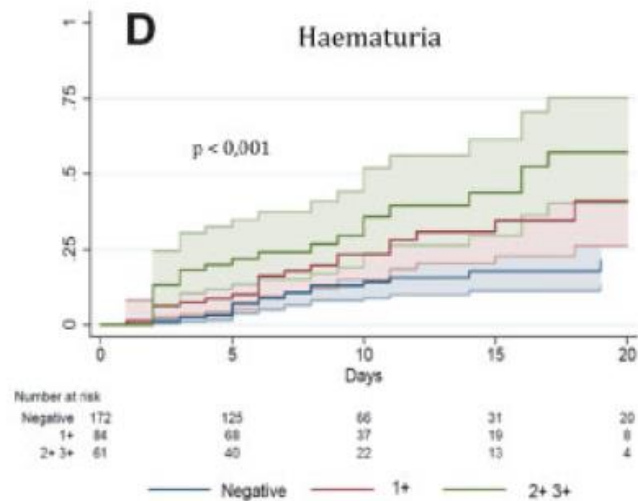 D
Haematuria
p < 0,001
1
.75
.5
.25
0
0 5 10 15 20
Days
Number at risk
Negative 172 125 66 31 20
1+ 84 68 37 19 8
2+ 3+ 61 40 22 13 4
Negative 1+ 2+ 3+